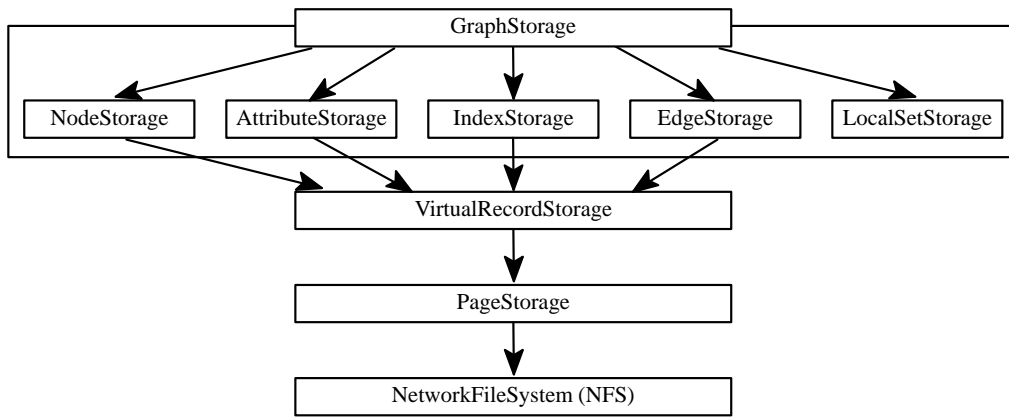 GraphStorage
NodeStorage
AttributeStorage
IndexStorage
EdgeStorage
LocalSetStorage
VirtualRecordStorage
PageStorage
NetworkFileSystem (NFS)